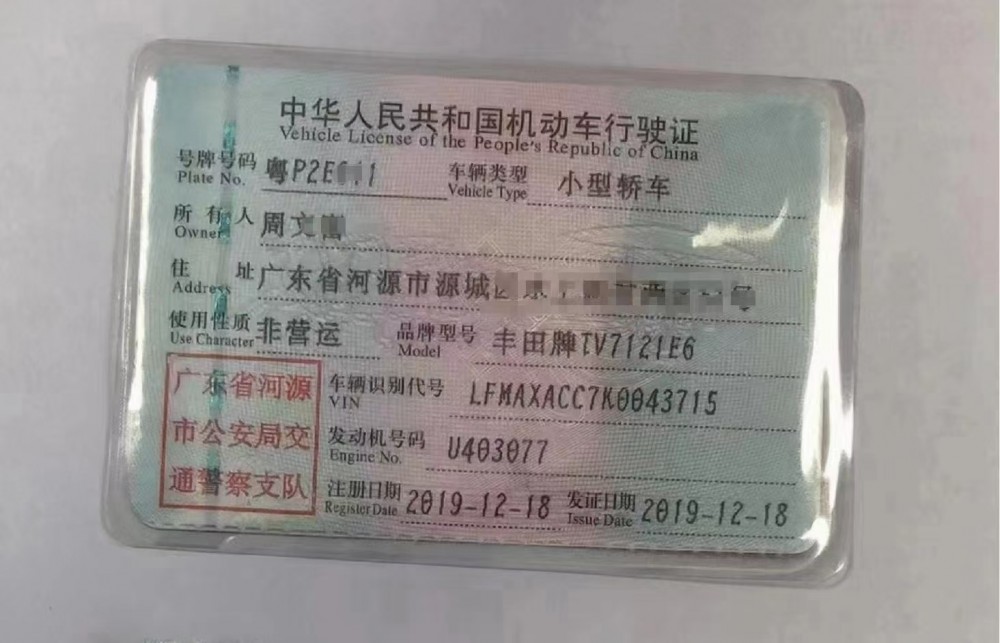 中华人民共和国机动车行驶证
Vehicle License of the People's Republic of China
号牌号码 粤P2E 1 车辆类型 小型轿车
Plate No. Vehicle Type
所有人 周文
Owner
住址 广东省河源市源城
Address
使用性质 非营运 品牌型号 丰田牌TV7121E6
Use Character Model
广东省河源
市公安局交
通警察支队
车辆识别代号 LFMAXACC7K0043715
VIN
发动机号码 U403077
Engine No.
注册日期 2019-12-18 发证日期 2019-12-18
Register Date Issue Date